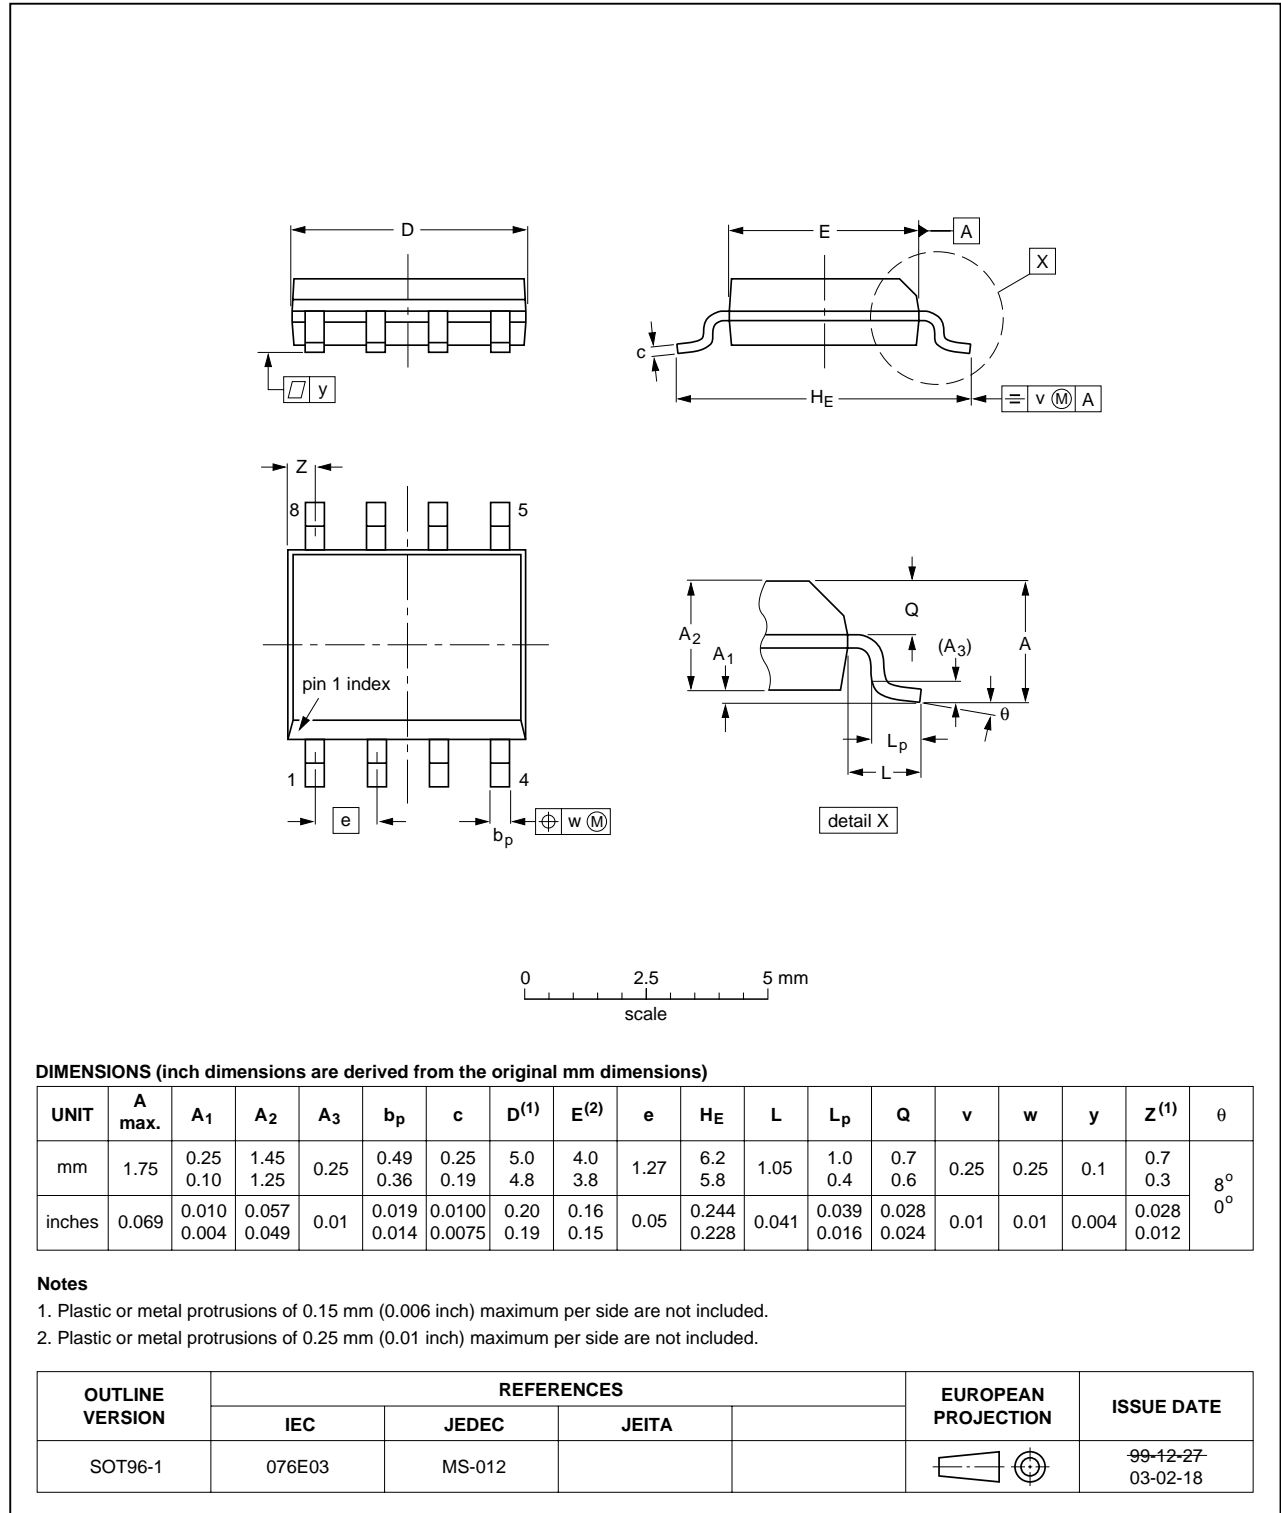 D
E
A
X
y
c
HE
v M A
Z
8
5
pin 1 index
1
4
e
bp
w M
A2
A1
Q
(A3)
A
θ
Lp
L
detail X
0 2.5 5 mm
scale
DIMENSIONS (inch dimensions are derived from the original mm dimensions)
UNIT A max. A1 A2 A3 bp c D(1) E(2) e HE L Lp Q v w y Z(1) θ
mm 1.75 0.25 0.10 1.45 1.25 0.25 0.49 0.36 0.25 0.19 5.0 4.8 4.0 3.8 1.27 6.2 5.8 1.05 1.0 0.4 0.7 0.6 0.25 0.25 0.1 0.7 0.3 8° 0°
inches 0.069 0.010 0.004 0.057 0.049 0.01 0.019 0.014 0.0100 0.0075 0.20 0.19 0.16 0.15 0.05 0.244 0.228 0.041 0.039 0.016 0.028 0.024 0.01 0.01 0.004 0.028 0.012
Notes
1. Plastic or metal protrusions of 0.15 mm (0.006 inch) maximum per side are not included.
2. Plastic or metal protrusions of 0.25 mm (0.01 inch) maximum per side are not included.
OUTLINE VERSION REFERENCES EUROPEAN PROJECTION ISSUE DATE
IEC JEDEC JEITA
SOT96-1 076E03 MS-012 99-12-27
03-02-18